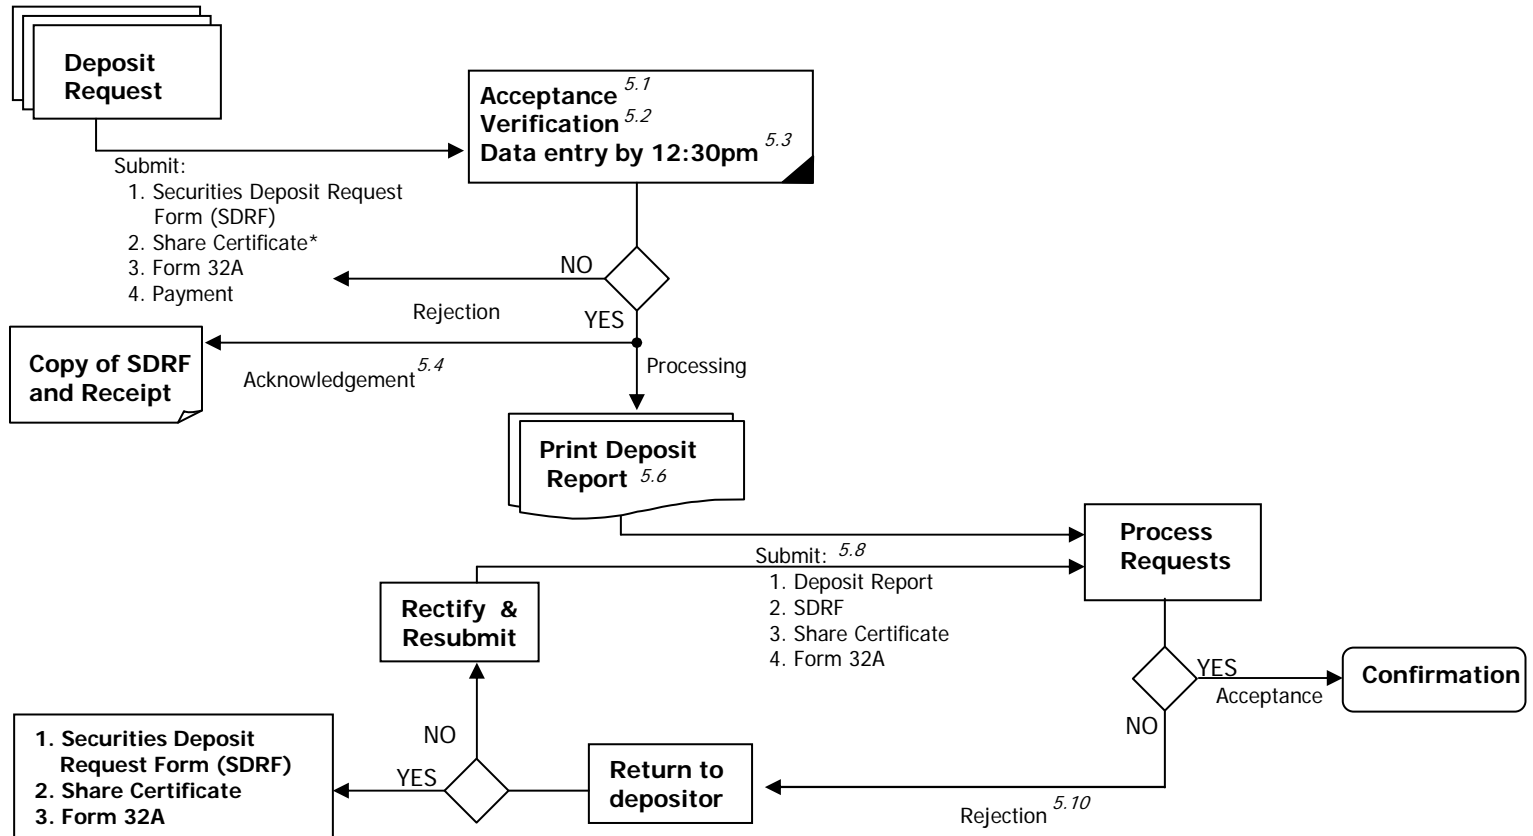 Deposit
Request
Acceptance 5.1
Verification 5.2
Data entry by 12:30pm 5.3
Submit:
1. Securities Deposit Request
Form (SDRF)
2. Share Certificate*
3. Form 32A
4. Payment
NO
Rejection
YES
Copy of SDRF
and Receipt
Acknowledgement 5.4
Processing
Print Deposit
Report 5.6
Process
Requests
Submit: 5.8
1. Deposit Report
2. SDRF
3. Share Certificate
4. Form 32A
Rectify &
Resubmit
YES
Acceptance
Confirmation
NO
1. Securities Deposit
Request Form (SDRF)
2. Share Certificate
3. Form 32A
NO
YES
Return to
depositor
Rejection 5.10